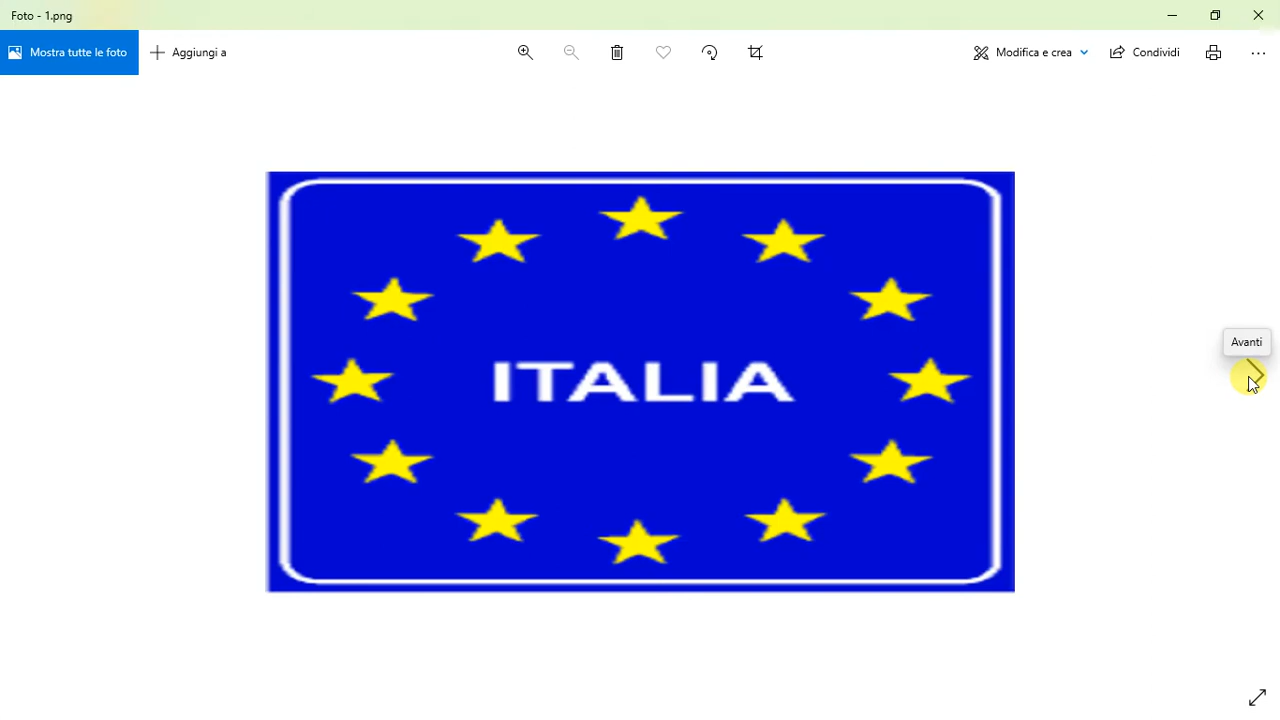 Foto - 1.png
Mostra tutte le foto
Aggiungi a
Modifica e crea
Condividi
Avanti
ITALIA